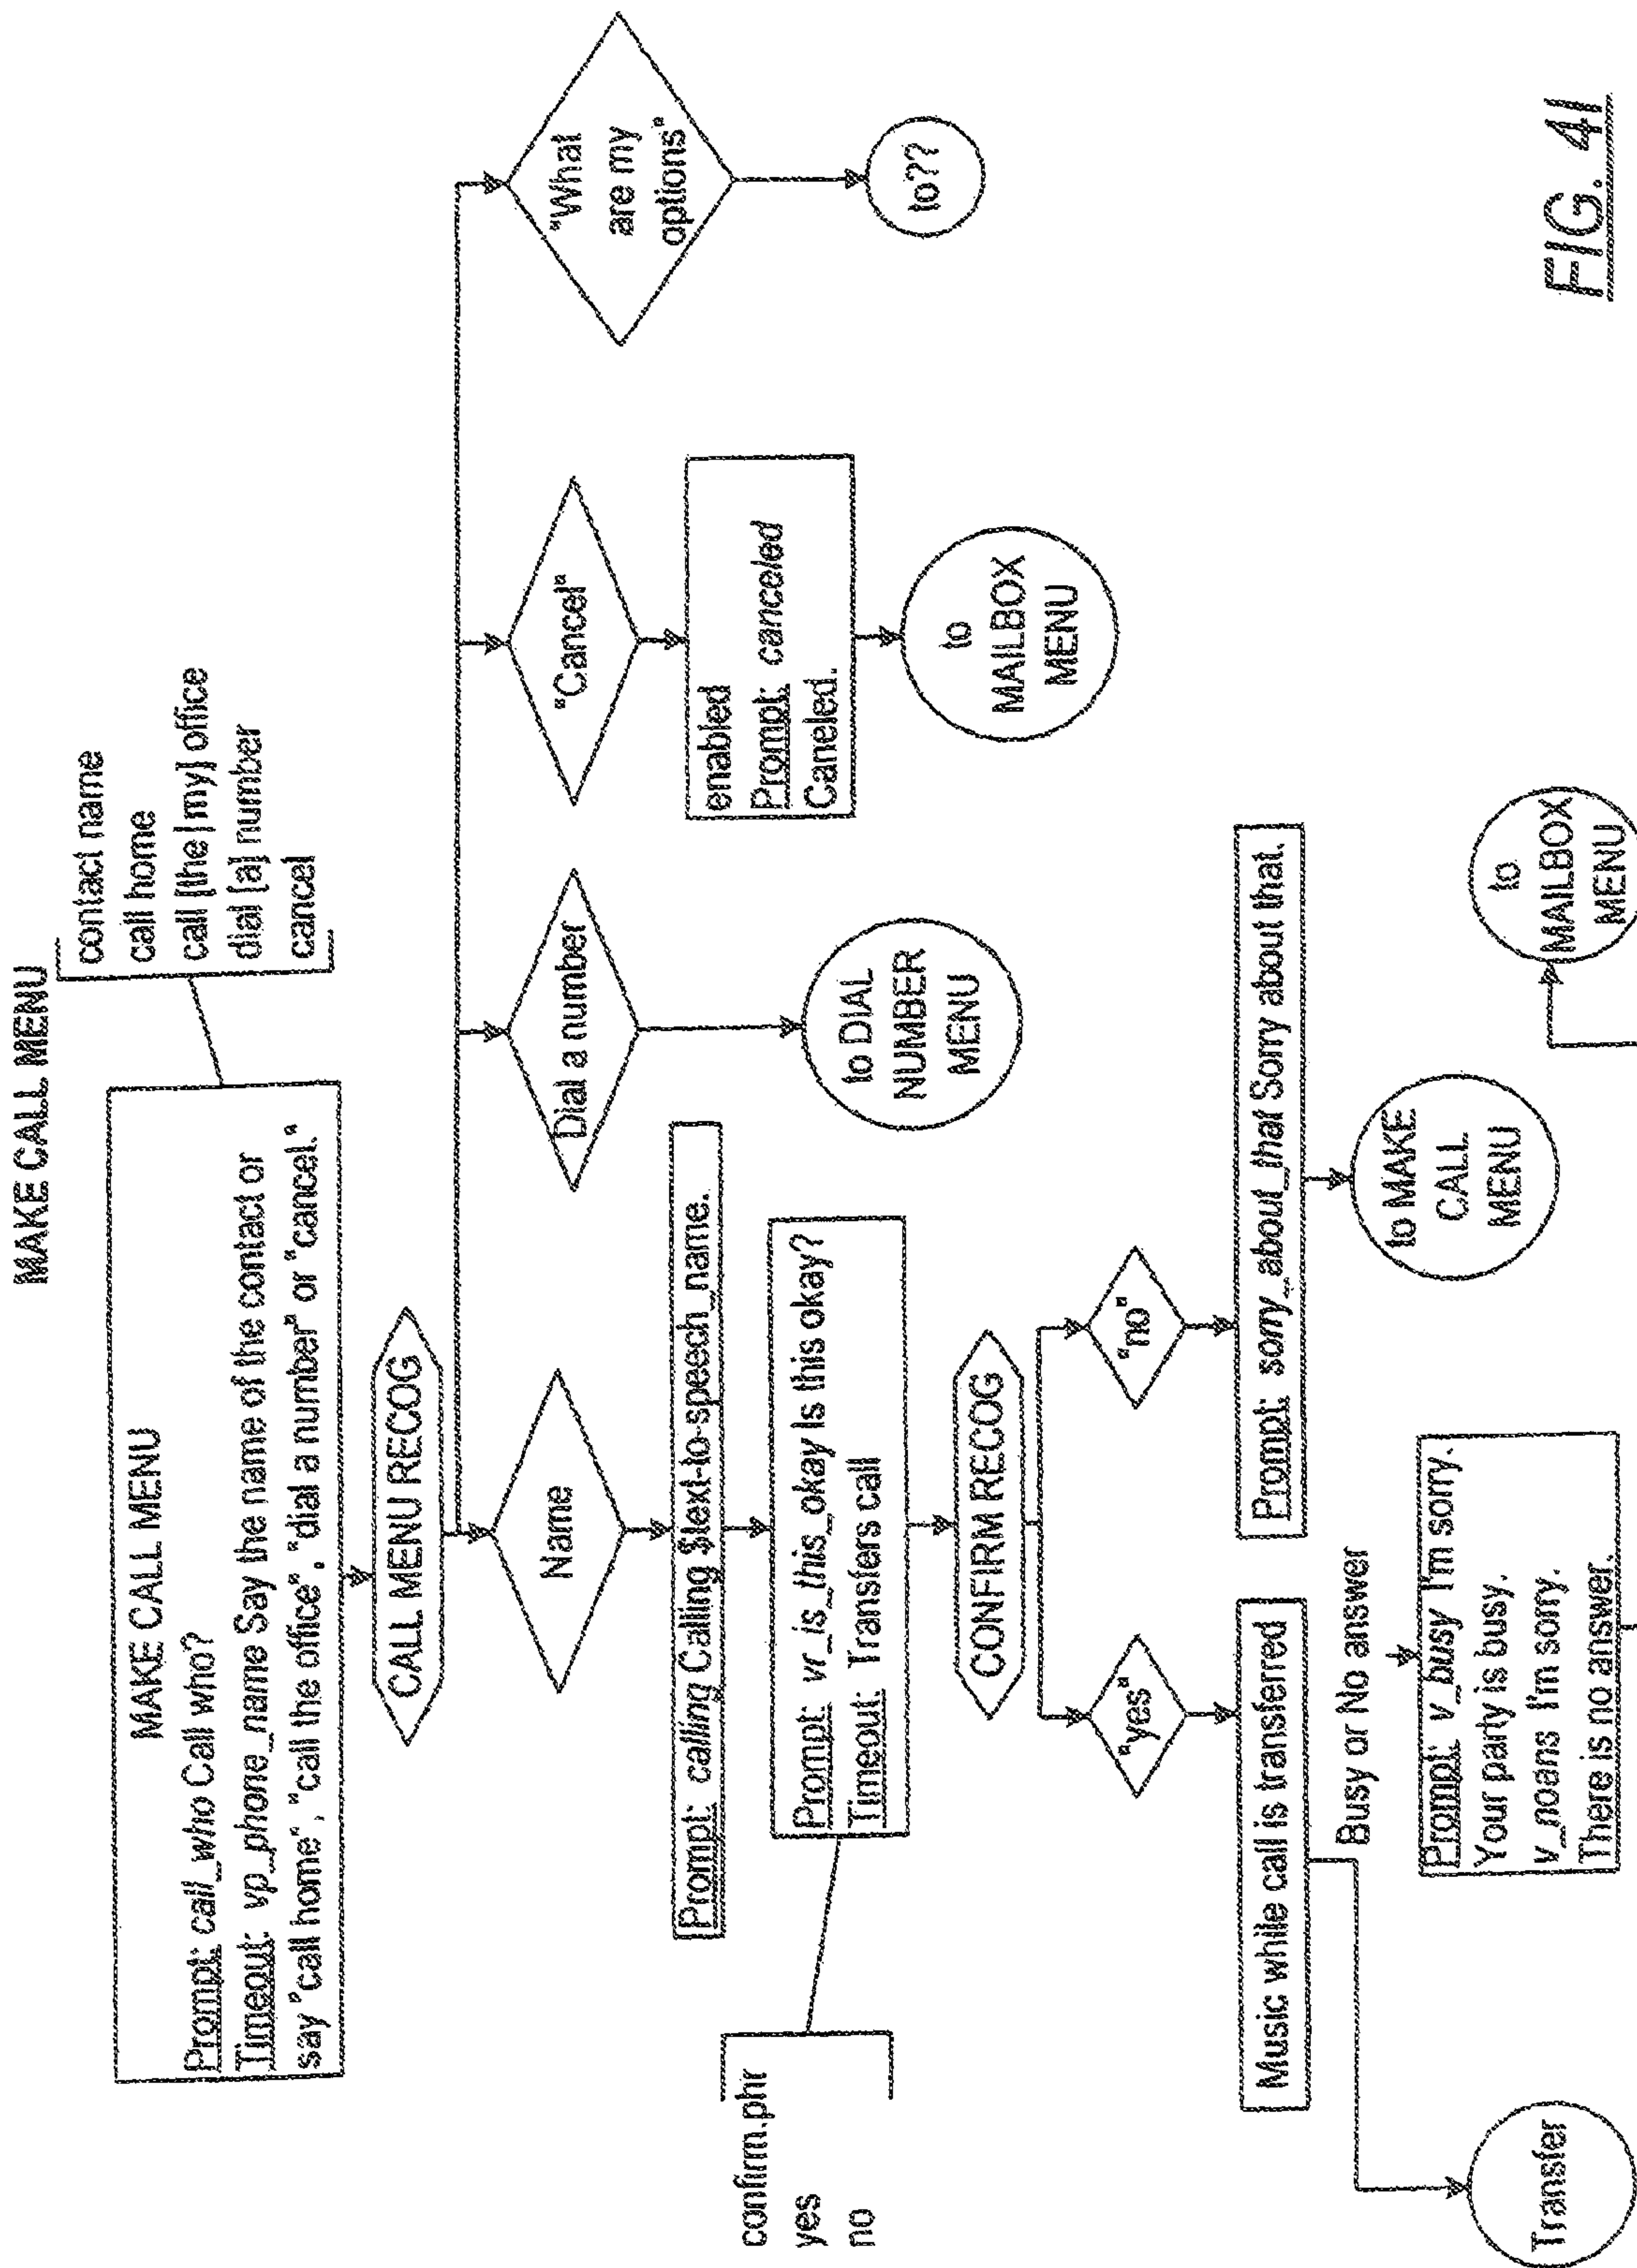 MAKE CALL MENU
MAKE CALL MENU
Prompt: call_who Call who?
Timeout: vp_phone_name Say the name of the contact or
say "call home", "call the office", "dial a number" or "cancel."
contact name
call home
call [the | my] office
dial [a] number
cancel
CALL MENU RECOG
Name
Dial a number
"Cancel"
"What
are my
options"
Prompt: calling Calling $text-to-speech_name.
enabled
Prompt: canceled
Caneled.
to DIAL
NUMBER
MENU
to
MAILBOX
MENU
to??
confirm.phr
yes
no
Prompt: vr_is_this_okay Is this okay?
Timeout: Transfers call
CONFIRM RECOG
"yes"
"no"
Music while call is transferred
Prompt: sorry_about_that Sorry about that.
Busy or No answer
to MAKE
CALL
MENU
Transfer
Prompt: v_busy I'm sorry.
Your party is busy.
v_noans I'm sorry.
There is no answer.
to
MAILBOX
MENU
FIG. 4I